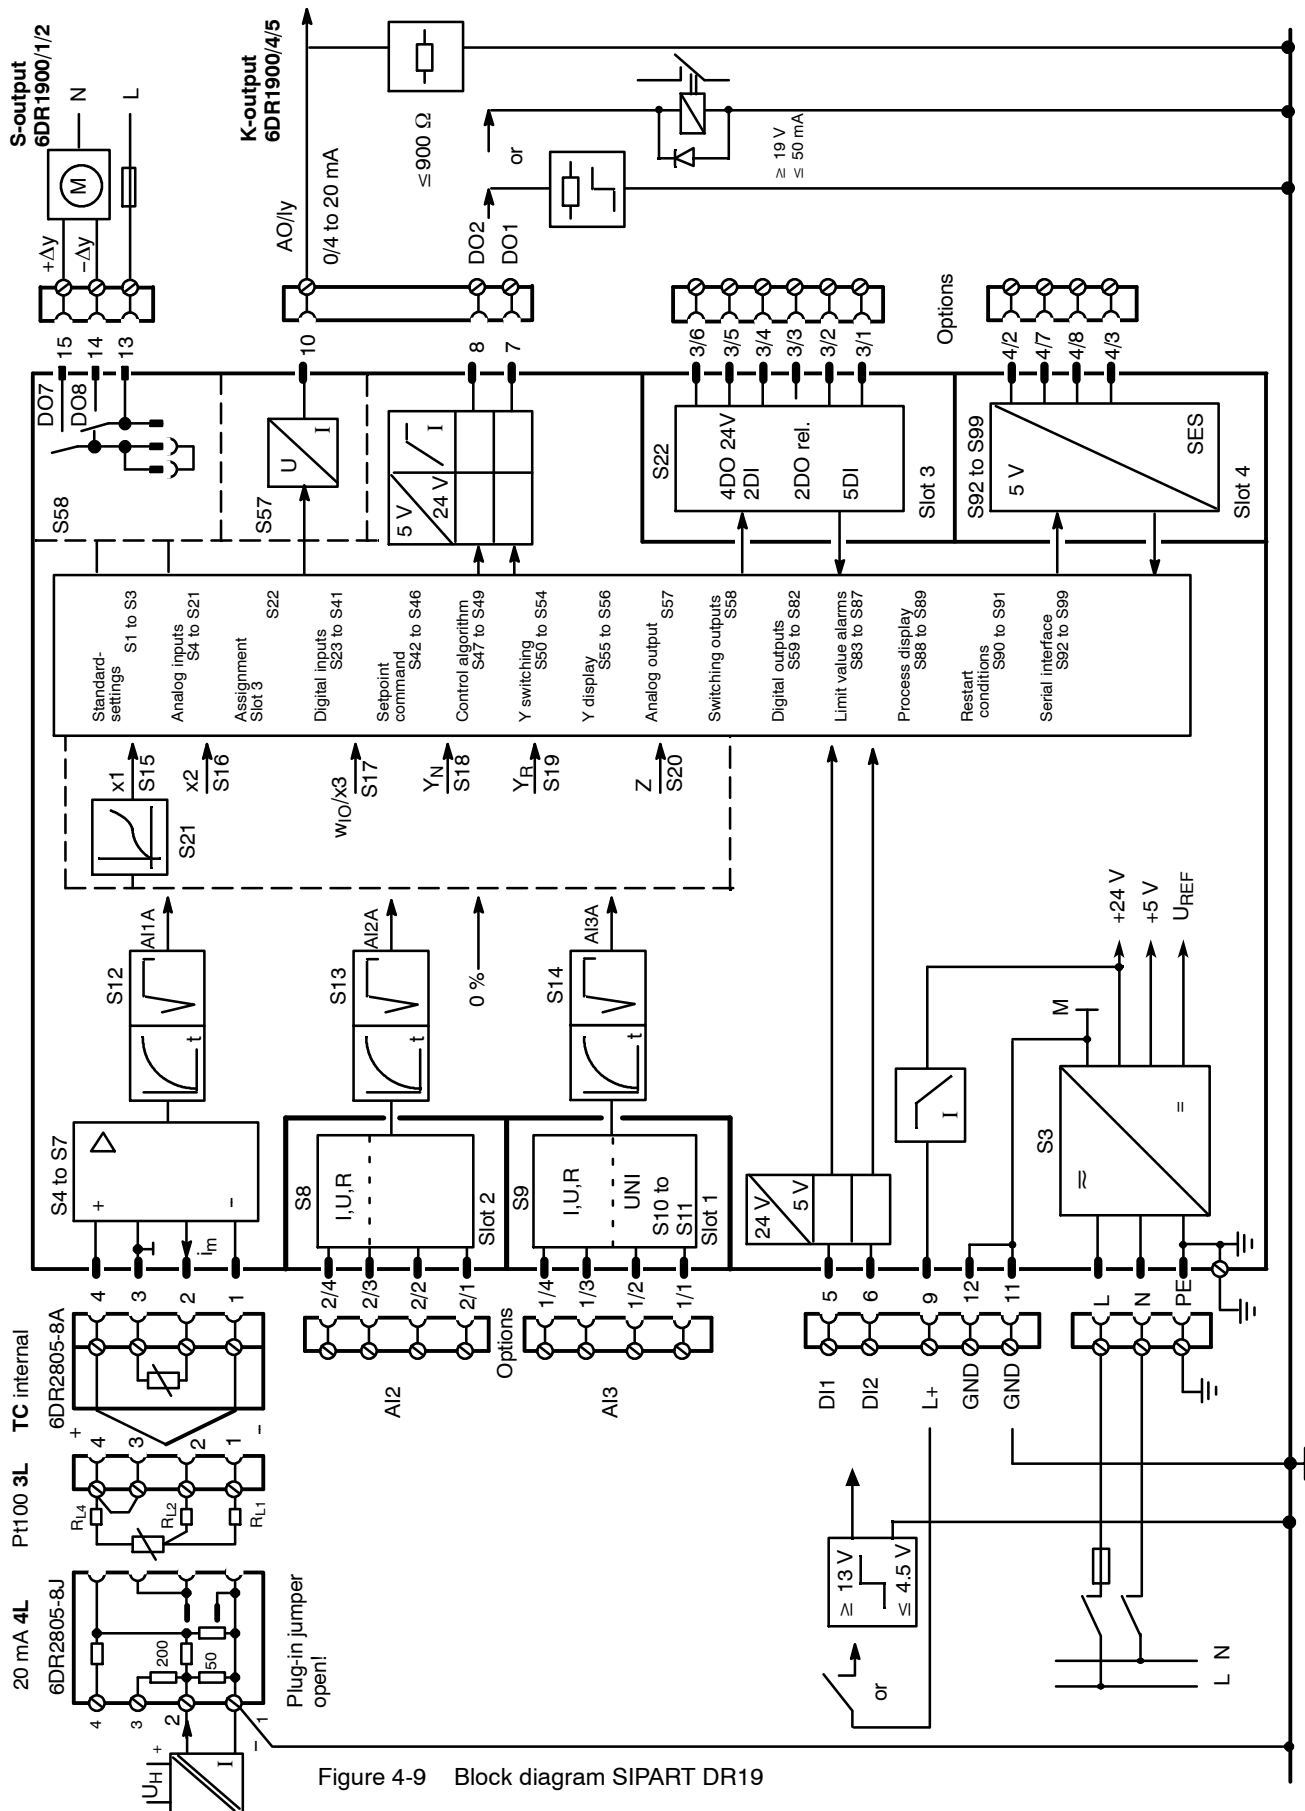 S-output
6DR1900/1/2
N
L
M
+Δy
−Δy
15
14
13
DO7
DO8
S58
K-output
6DR1900/4/5
AO/Iy
0/4 to 20 mA
≤ 900 Ω
10
U
I
S57
DO2
DO1
or
≥ 19 V
≤ 50 mA
8
7
5 V
24 V
I
3/6
3/5
3/4
3/3
3/2
3/1
S22
4DO 24V
2DI
2DO rel.
5DI
Slot 3
Options
4/2
4/7
4/8
4/3
S92 to S99
5 V
SES
Slot 4
Standard-
settings
S1 to S3
Analog inputs
S4 to S21
Assignment
Slot 3
S22
Digital inputs
S23 to S41
Setpoint
command
S42 to S46
Control algorithm
S47 to S49
Y switching
S50 to S54
Y display
S55 to S56
Analog output
S57
Switching outputs
S58
Digital outputs
S59 to S82
Limit value alarms
S83 to S87
Process display
S88 to S89
Restart
conditions
S90 to S91
Serial interface
S92 to S99
x1
S15
x2
S16
wIO/x3
S17
YN
S18
YR
S19
Z
S20
S21
AI1A
AI2A
0 %
AI3A
S12
t
S13
t
S14
t
S4 to S7
+
−
im
S8
I,U,R
Slot 2
S9
I,U,R
UNI
S10 to
S11
Slot 1
24 V
5 V
I
M
+24 V
+5 V
UREF
S3
≈
=
4
3
2
1
2/4
2/3
2/2
2/1
1/4
1/3
1/2
1/1
5
6
9
12
11
L
N
PE
Options
AI2
AI3
DI1
DI2
L+
GND
GND
TC internal
6DR2805-8A
Pt100 3L
+
4
3
2
1
−
RL4
RL2
RL1
20 mA 4L
6DR2805-8J
200
50
4
3
2
1
+
−
UH
I
Plug-in jumper
open!
≥ 13 V
≤ 4.5 V
or
L N
Figure 4-9 Block diagram SIPART DR19